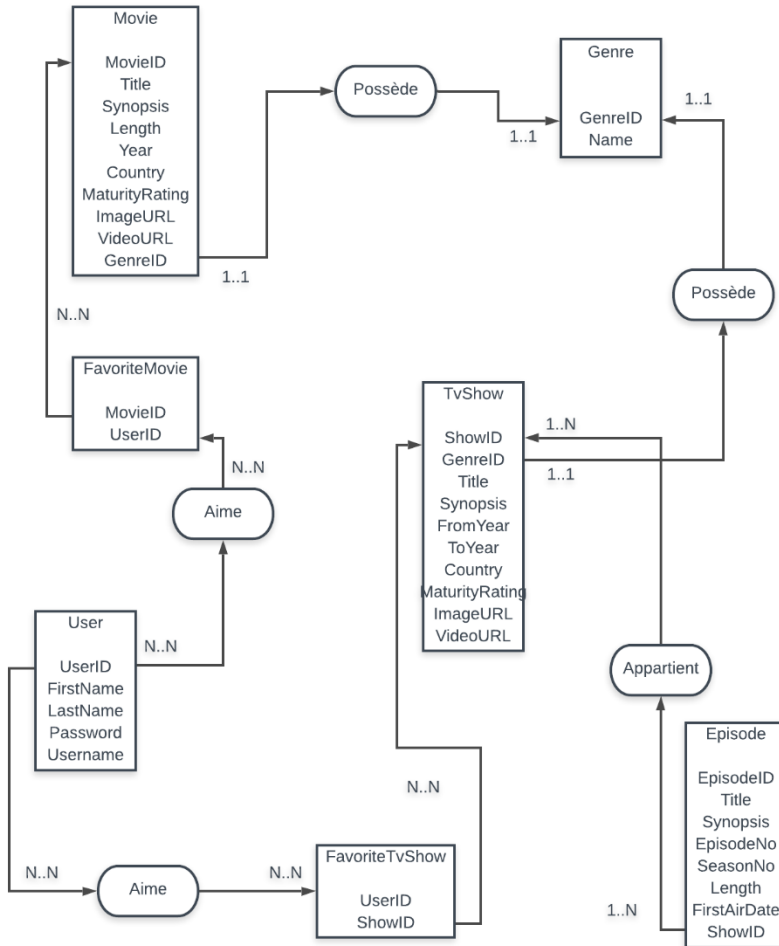 Movie
MovieID
Title
Synopsis
Length
Year
Country
MaturityRating
ImageURL
VideoURL
GenreID
Possède
Genre
GenreID
Name
1..1
1..1
1..1
Possède
N..N
FavoriteMovie
MovieID
UserID
N..N
Aime
TvShow
ShowID
GenreID
Title
Synopsis
FromYear
ToYear
Country
MaturityRating
ImageURL
VideoURL
1..N
1..1
User
UserID
FirstName
LastName
Password
Username
N..N
Appartient
Episode
EpisodeID
Title
Synopsis
EpisodeNo
SeasonNo
Length
FirstAirDate
ShowID
N..N
N..N
Aime
N..N
FavoriteTvShow
UserID
ShowID
1..N